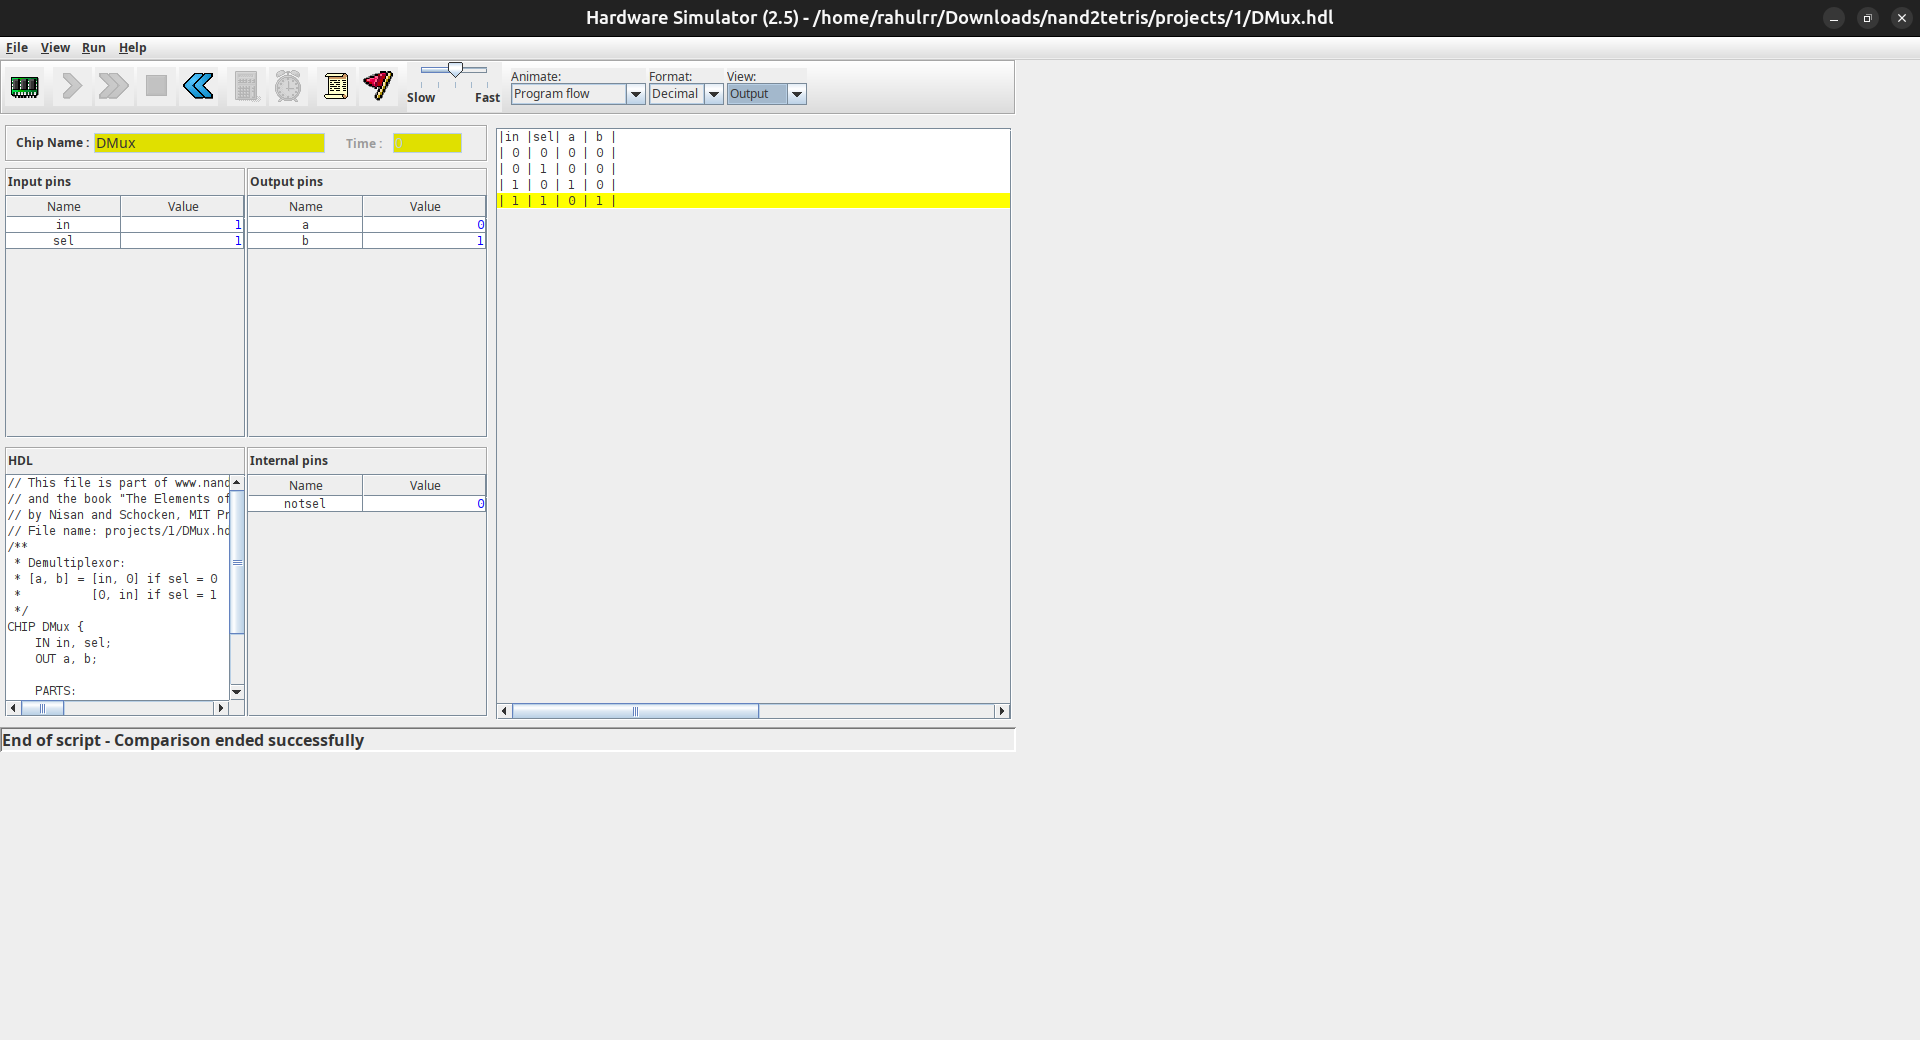 Hardware Simulator (2.5) - /home/rahulrr/Downloads/nand2tetris/projects/1/DMux.hdl
File View Run Help
Slow Fast
Animate: Format: View:
Program flow Decimal Output
Chip Name : DMux Time : 0
Input pins
Name Value
in 1
sel 1
Output pins
Name Value
a 0
b 1
|in |sel| a | b |
| 0 | 0 | 0 | 0 |
| 0 | 1 | 0 | 0 |
| 1 | 0 | 1 | 0 |
| 1 | 1 | 0 | 1 |
HDL
// This file is part of www.nand
// and the book "The Elements of
// by Nisan and Schocken, MIT Pr
// File name: projects/1/DMux.hd
/**
* Demultiplexor:
* [a, b] = [in, 0] if sel = 0
* [0, in] if sel = 1
*/
CHIP DMux {
IN in, sel;
OUT a, b;
PARTS:
Internal pins
Name Value
notsel 0
End of script - Comparison ended successfully